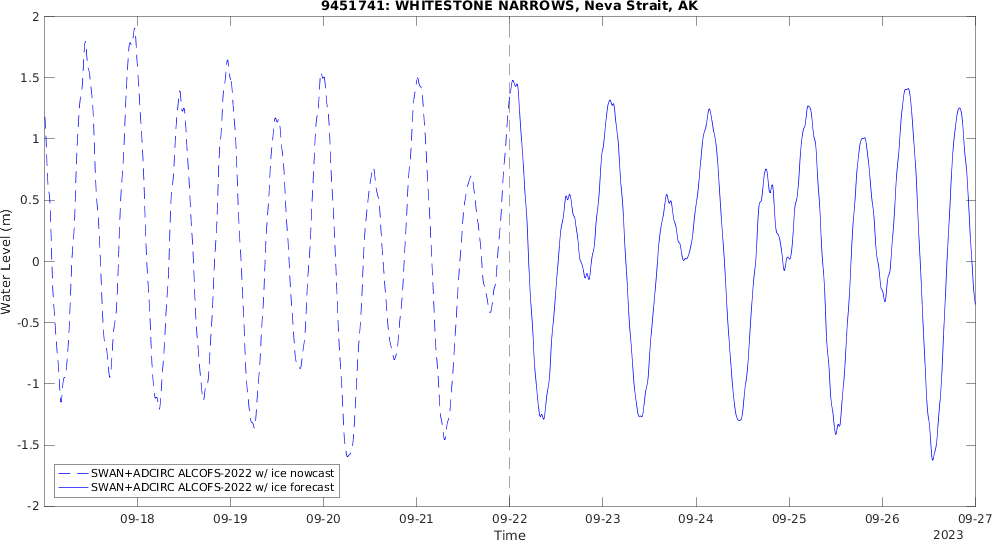 9451741: WHITESTONE NARROWS, Neva Strait, AK
2
1.5
1
0.5
0
-0.5
-1
-1.5
-2
Water Level (m)
SWAN+ADCIRC ALCOFS-2022 w/ ice nowcast
SWAN+ADCIRC ALCOFS-2022 w/ ice forecast
09-18 09-19 09-20 09-21 09-22 09-23 09-24 09-25 09-26 09-27
Time
2023